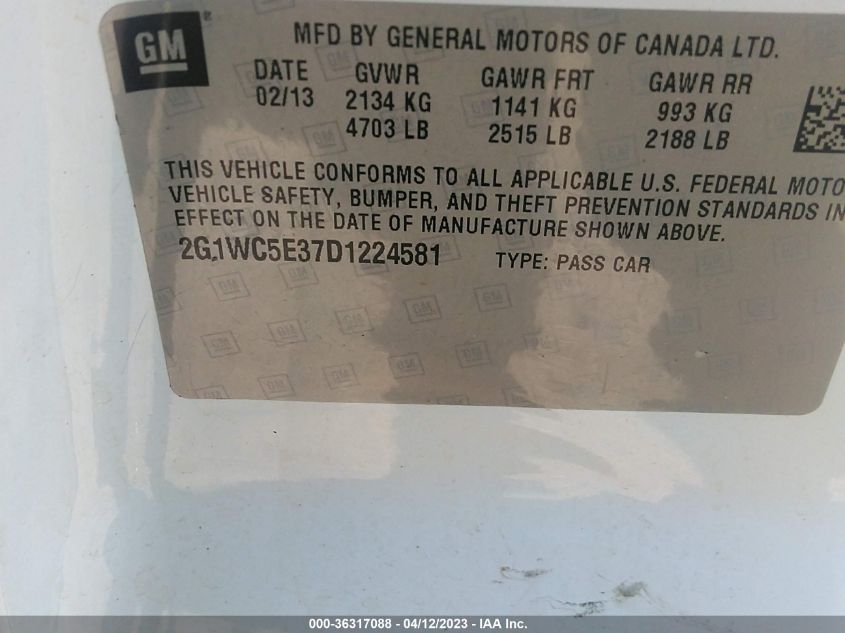 GM
MFD BY GENERAL MOTORS OF CANADA LTD.
DATE GVWR GAWR FRT GAWR RR
02/13 2134 KG 1141 KG 993 KG
4703 LB 2515 LB 2188 LB
THIS VEHICLE CONFORMS TO ALL APPLICABLE U.S. FEDERAL MOTO
VEHICLE SAFETY, BUMPER, AND THEFT PREVENTION STANDARDS IN
EFFECT ON THE DATE OF MANUFACTURE SHOWN ABOVE.
2G1WC5E37D1224581 TYPE: PASS CAR
000-36317088 - 04/12/2023 - IAA Inc.